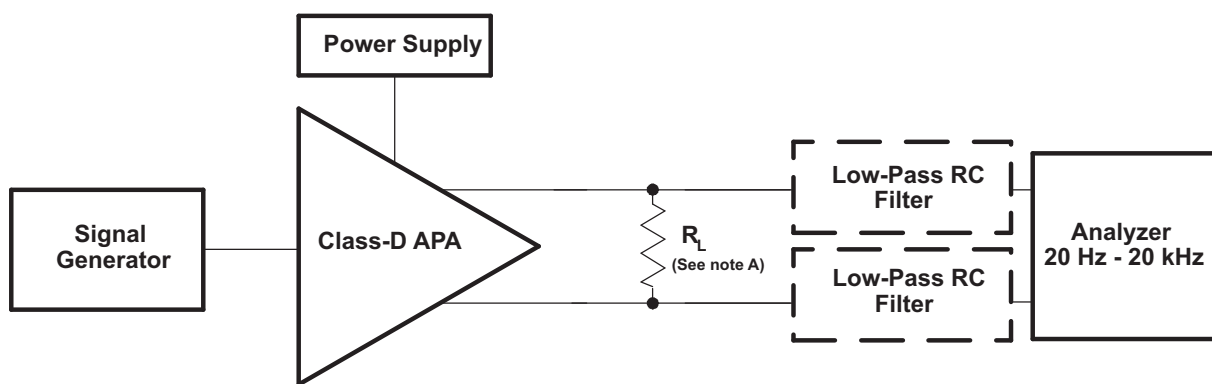 Power Supply
Signal
Generator
Class-D APA
R_L
(See note A)
Low-Pass RC
Filter
Low-Pass RC
Filter
Analyzer
20 Hz - 20 kHz